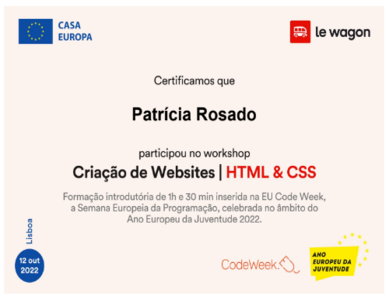 CASA
EUROPA
le wagon
Certificamos que
Patrícia Rosado
participou no workshop
Criação de Websites | HTML & CSS
Formação introdutória de 1h e 30 min inserida na EU Code Week,
a Semana Europeia da Programação, celebrada no âmbito do
Ano Europeu da Juventude 2022.
Lisboa
12 out
2022
CodeWeek
ANO
EUROPEU DA
JUVENTUDE